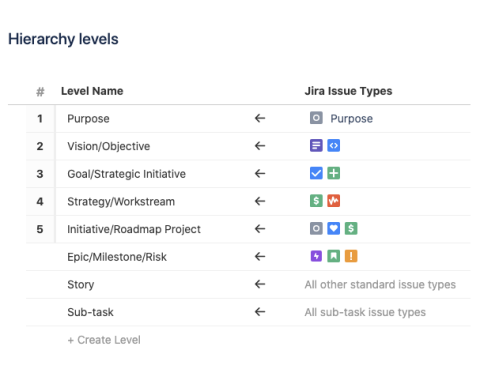 Hierarchy levels
# Level Name Jira Issue Types
1 Purpose ← Purpose
2 Vision/Objective ←
3 Goal/Strategic Initiative ←
4 Strategy/Workstream ← $
5 Initiative/Roadmap Project ← $
Epic/Milestone/Risk ← !
Story ← All other standard issue types
Sub-task ← All sub-task issue types
+ Create Level